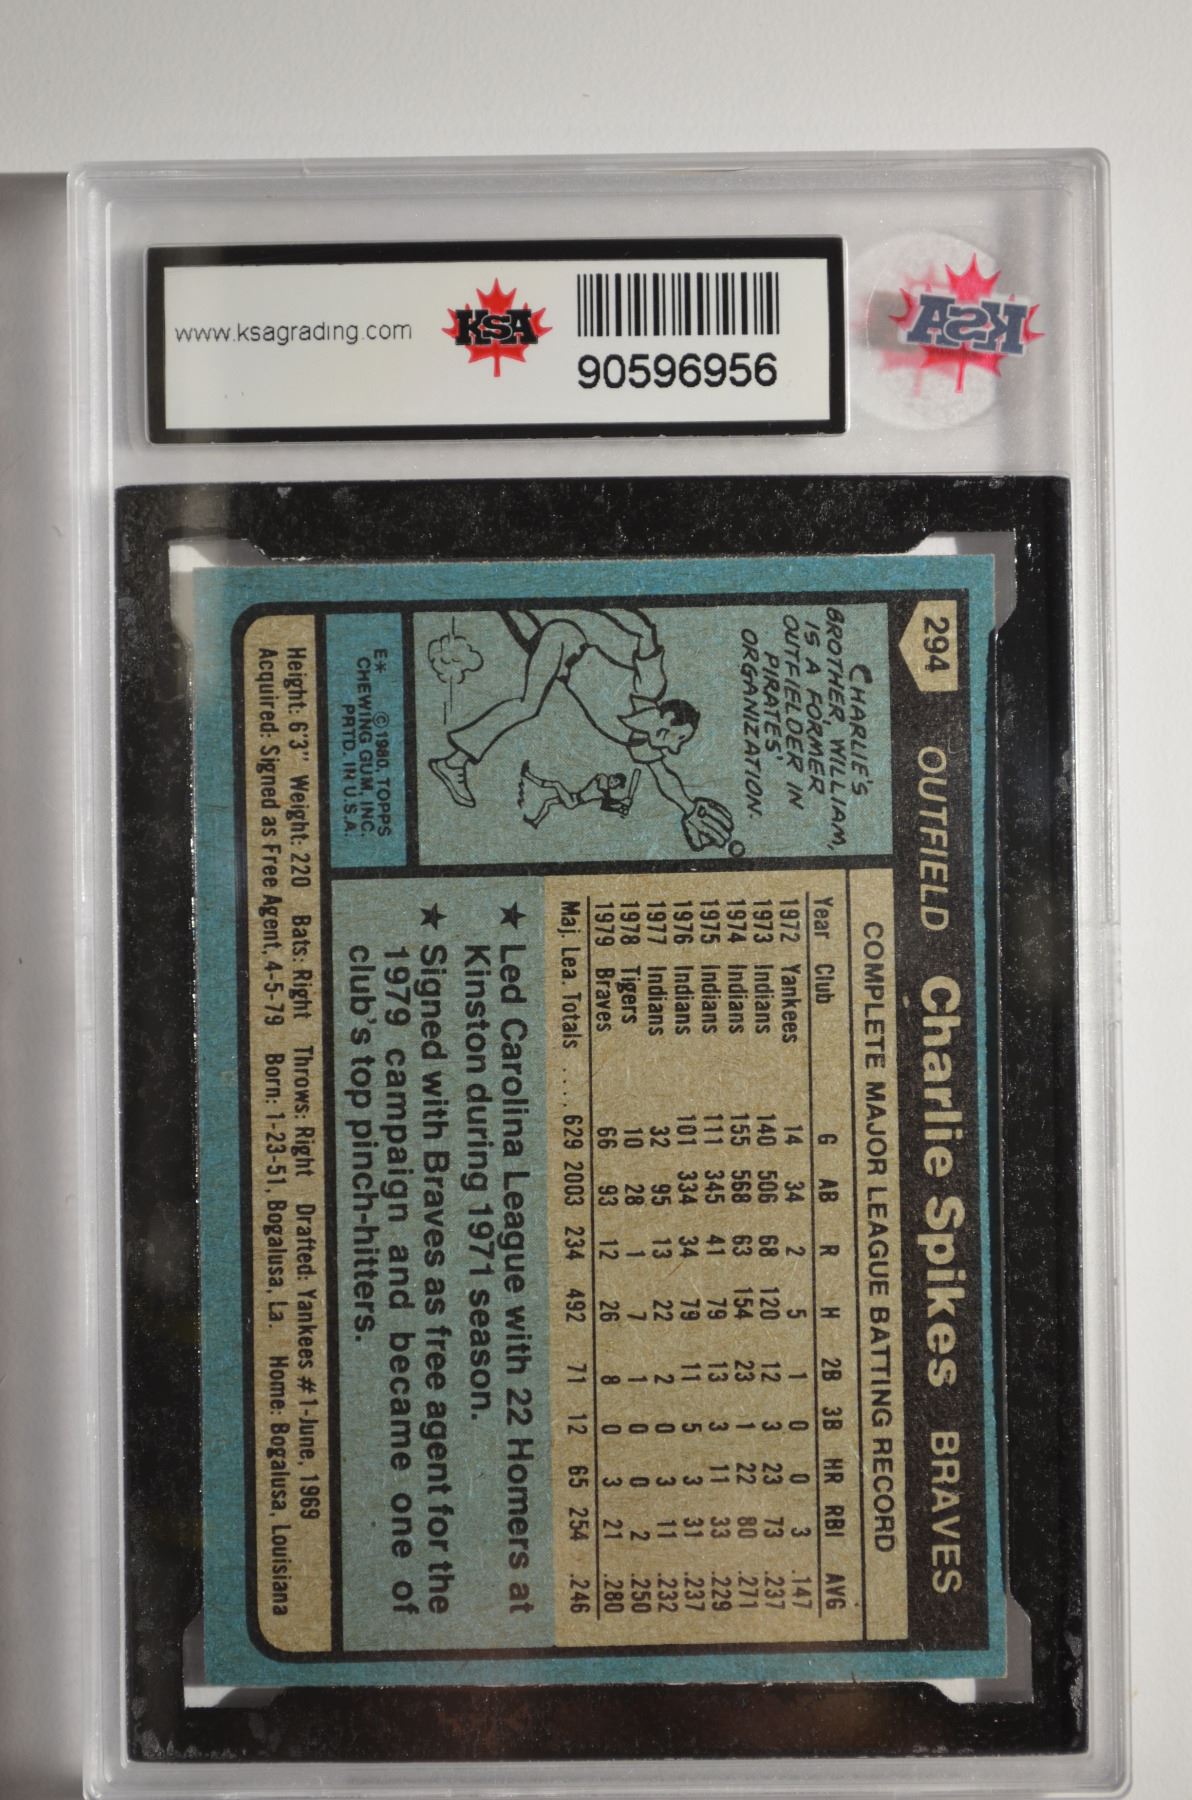 www.ksagrading.com
KSA
90596956
KSA
294 OUTFIELD Charlie Spikes BRAVES
CHARLIE'S
BROTHER, WILLIAM,
IS A FORMER
OUTFIELDER IN
PIRATES'
ORGANIZATION.
E* ©1980, TOPPS
CHEWING GUM, INC.
PRTD. IN U.S.A.
COMPLETE MAJOR LEAGUE BATTING RECORD
Year Club G AB R H 2B 3B HR RBI AVG
1972 Yankees 14 34 2 5 1 0 0 3 .147
1973 Indians 140 506 68 120 12 3 23 73 .237
1974 Indians 155 568 63 154 23 1 22 80 .271
1975 Indians 111 345 41 79 13 3 11 33 .229
1976 Indians 101 334 34 79 11 5 3 31 .237
1977 Indians 32 95 13 22 2 0 3 11 .232
1978 Tigers 10 28 1 7 1 0 0 2 .250
1979 Braves 66 93 12 26 8 0 3 21 .280
Maj. Lea. Totals .... 629 2003 234 492 71 12 65 254 .246
★ Led Carolina League with 22 Homers at
Kinston during 1971 season.
★ Signed with Braves as free agent for the
1979 campaign and became one of
club's top pinch-hitters.
Height: 6'3" Weight: 220 Bats: Right Throws: Right Drafted: Yankees #1-June, 1969
Acquired: Signed as Free Agent, 4-5-79 Born: 1-23-51, Bogalusa, La. Home: Bogalusa, Louisiana